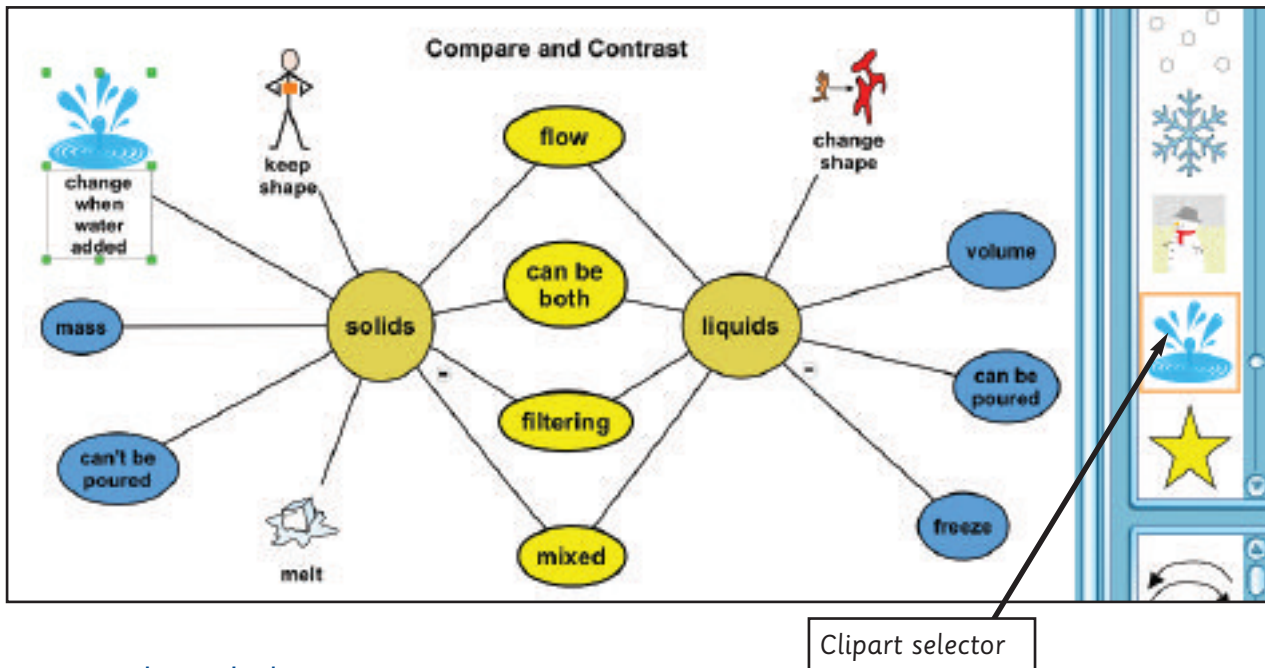 Compare and Contrast
change
when
water
added
keep
shape
flow
change
shape
can be
both
volume
mass
solids
liquids
can't be
poured
filtering
can be
poured
melt
mixed
freeze
Clipart selector